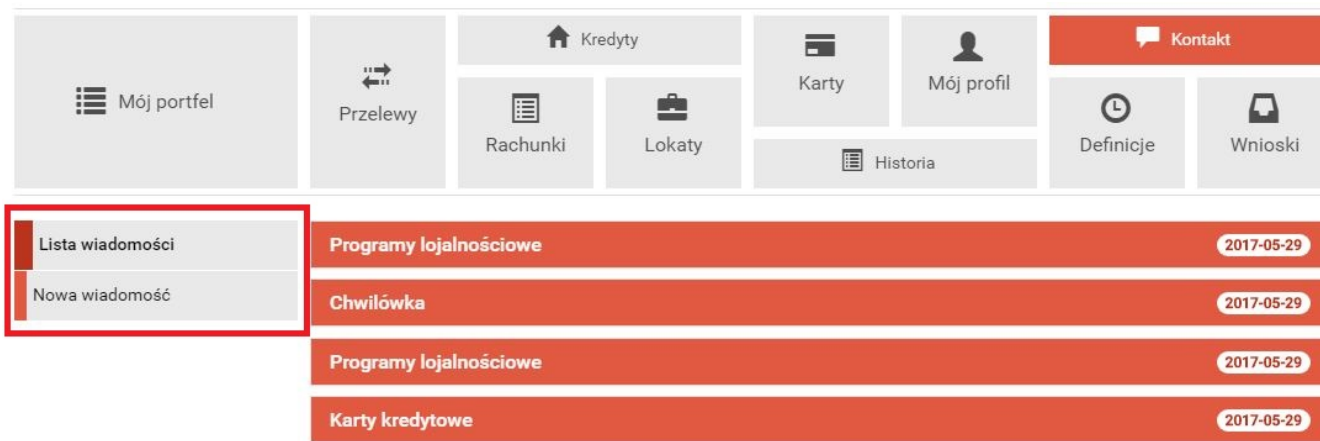 Mój portfel
Przelewy
Kredyty
Rachunki
Lokaty
Karty
Mój profil
Historia
Kontakt
Definicje
Wnioski
Lista wiadomości
Nowa wiadomość
Programy lojalnościowe 2017-05-29
Chwilówka 2017-05-29
Programy lojalnościowe 2017-05-29
Karty kredytowe 2017-05-29